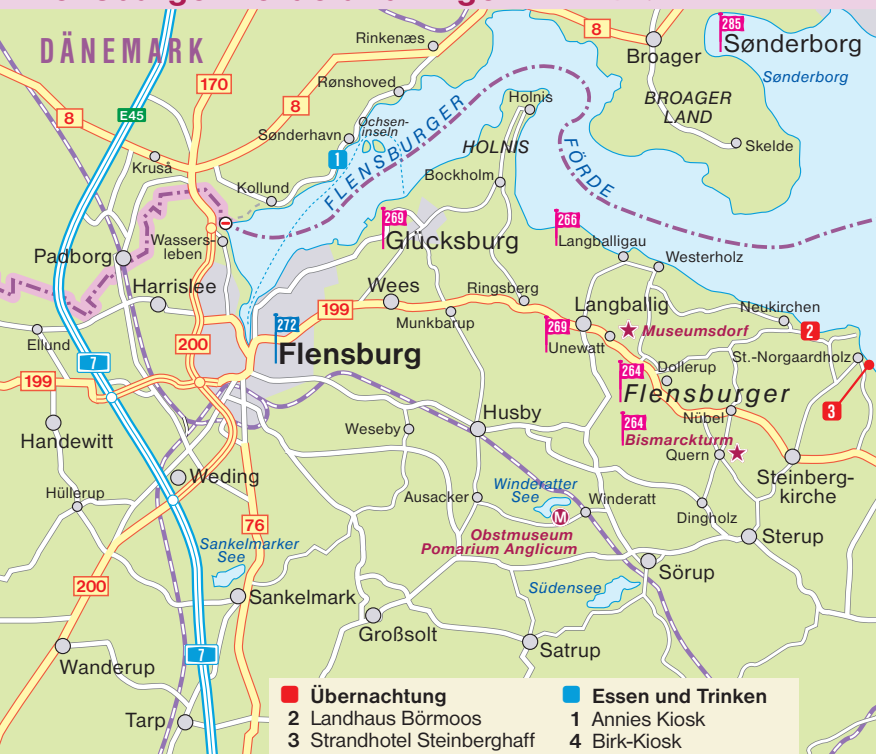 DÄNEMARK
Rinkenæs
8
Broager
285
Sønderborg
Sønderborg
170
Rønshoved
8
E45
8
Ochsen-
inseln
Holnis
BROAGER
LAND
Sønderhavn
Skelde
1
FLENSBURGER
HOLNIS
FÖRDE
Kruså
Kollund
Bockholm
269
Glücksburg
266
Langballigau
Wassers-
leben
Padborg
Westerholz
Harrislee
Wees
Ringsberg
199
Langballig
Neukirchen
Munkbarup
272
Flensburg
269
Unewatt
Museumsdorf
2
Ellund
200
7
St.-Norgaardholz
264
Dollerup
199
Flensburger
3
264
Nübel
Handewitt
Weseby
Husby
Bismarckturm
Quern
Weding
Steinberg-
kirche
Hüllerup
Ausacker
Winderatter
See
Winderatt
M
Dingholz
76
Obstmuseum
Pomarium Anglicum
Sankelmarker
See
Sterup
200
Südensee
Sörup
Sankelmark
Großsolt
7
Wanderup
Satrup
Tarp
Übernachtung
2 Landhaus Börmoos
3 Strandhotel Steinberghaff
Essen und Trinken
1 Annies Kiosk
4 Birk-Kiosk